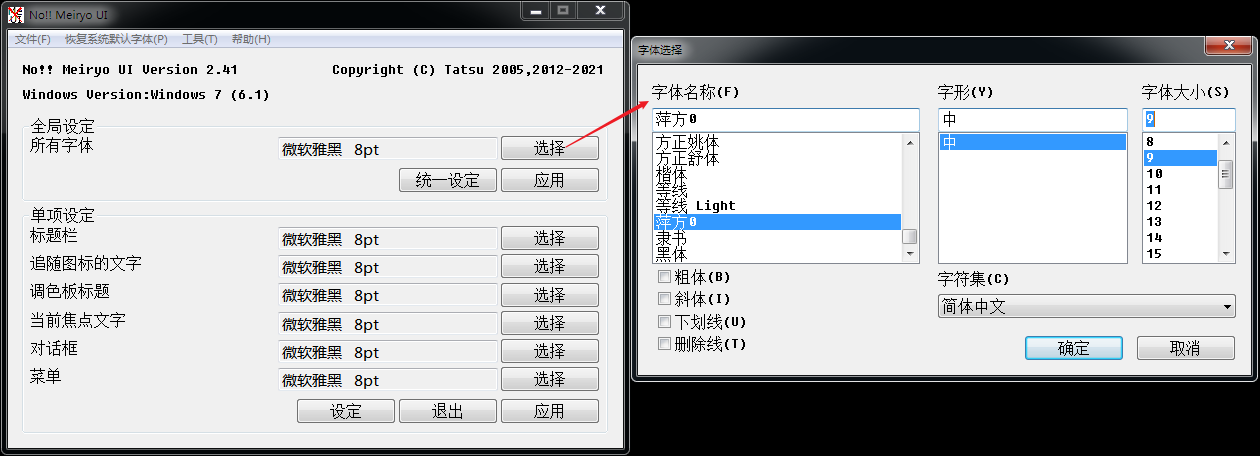 No!! Meiryo UI
文件(F) 恢复系统默认字体(P) 工具(T) 帮助(H)
No!! Meiryo UI Version 2.41 Copyright (C) Tatsu 2005,2012-2021
Windows Version:Windows 7 (6.1)
全局设定
所有字体 微软雅黑 8pt 选择
统一设定 应用
单项设定
标题栏 微软雅黑 8pt 选择
追随图标的文字 微软雅黑 8pt 选择
调色板标题 微软雅黑 8pt 选择
当前焦点文字 微软雅黑 8pt 选择
对话框 微软雅黑 8pt 选择
菜单 微软雅黑 8pt 选择
设定 退出 应用
字体选择
字体名称(F) 字形(Y) 字体大小(S)
萍方0 中 9
方正姚体 中 8
方正舒体 9
楷体 10
等线 11
等线 Light 12
萍方0 13
隶书 14
黑体 15
粗体(B) 字符集(C)
斜体(I) 简体中文
下划线(U)
删除线(T)
确定 取消